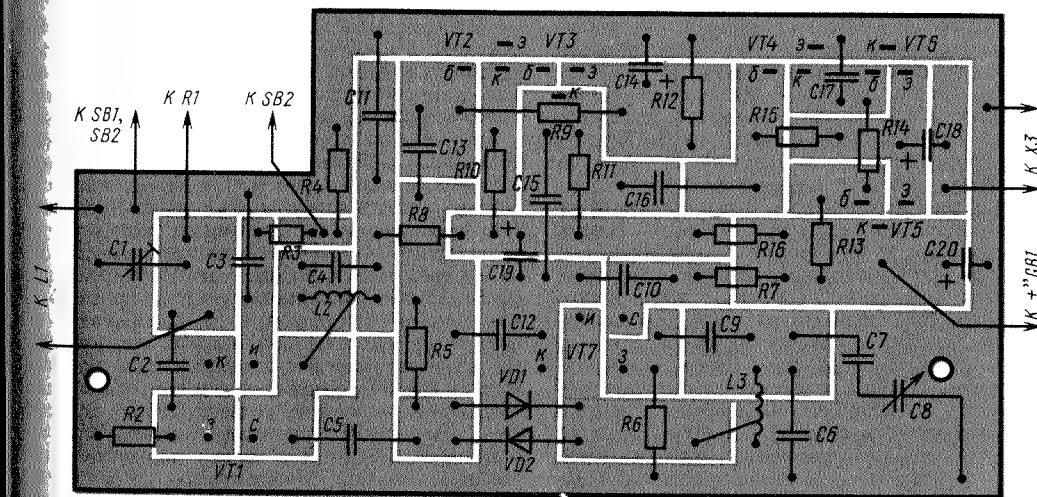 VT2 э VT3
C14
VT4 э к VT6
б к б э
к
C17
б к б э
К SB1,
SB2
К R1
К SB2
C11
C13
R9
R12
R15
R14
C18
К X3
R4
R10
C15
R11
C16
б э
R3
R8
к VT5
C1
C3
C4
C19
R16
R13
C20
К L1
L2
C10
R7
К +"GB1
и с
C2
к
и
R5
C12
к
VT7
з
C9
C7
L3
C8
R2
з с
C5
VD1
VD2
R6
C6
VT1